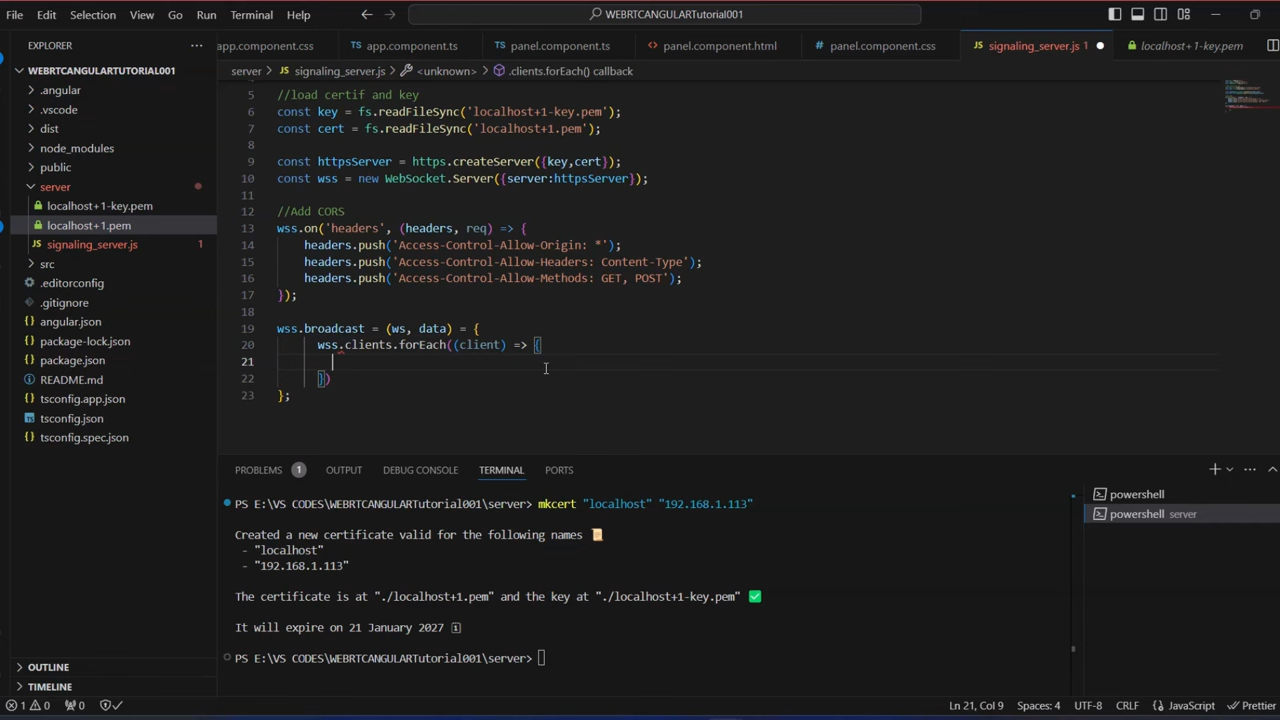 File Edit Selection View Go Run Terminal Help
WEBRTCANGULARTutorial001
EXPLORER
app.component.css
TS app.component.ts
TS panel.component.ts
<> panel.component.html
# panel.component.css
JS signaling_server.js 1
localhost+1-key.pem
WEBRTCANGULARTUTORIAL001
.angular
.vscode
dist
node_modules
public
server
localhost+1-key.pem
localhost+1.pem
JS signaling_server.js 1
src
.editorconfig
.gitignore
angular.json
package-lock.json
package.json
README.md
tsconfig.app.json
tsconfig.json
tsconfig.spec.json
OUTLINE
TIMELINE
server > JS signaling_server.js > <unknown> > .clients.forEach() callback
5 //load certif and key
6 const key = fs.readFileSync('localhost+1-key.pem');
7 const cert = fs.readFileSync('localhost+1.pem');
8
9 const httpsServer = https.createServer({key,cert});
10 const wss = new WebSocket.Server({server:httpsServer});
11
12 //Add CORS
13 wss.on('headers', (headers, req) => {
14 headers.push('Access-Control-Allow-Origin: *');
15 headers.push('Access-Control-Allow-Headers: Content-Type');
16 headers.push('Access-Control-Allow-Methods: GET, POST');
17 });
18
19 wss.broadcast = (ws, data) = {
20 wss.clients.forEach((client) => {
21
22 })
23 };
PROBLEMS 1 OUTPUT DEBUG CONSOLE TERMINAL PORTS
PS E:\VS CODES\WEBRTCANGULARTutorial001\server> mkcert "localhost" "192.168.1.113"
Created a new certificate valid for the following names 📜
- "localhost"
- "192.168.1.113"
The certificate is at "./localhost+1.pem" and the key at "./localhost+1-key.pem" ✅
It will expire on 21 January 2027 🗓
PS E:\VS CODES\WEBRTCANGULARTutorial001\server>
powershell
powershell server
1 0 0 Ln 21, Col 9 Spaces: 4 UTF-8 CRLF JavaScript Prettier